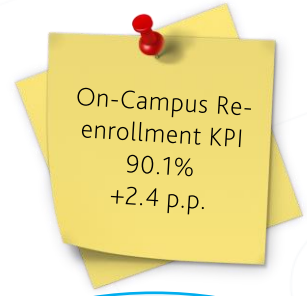 On-Campus Re-
enrollment KPI
90.1%
+2.4 p.p.